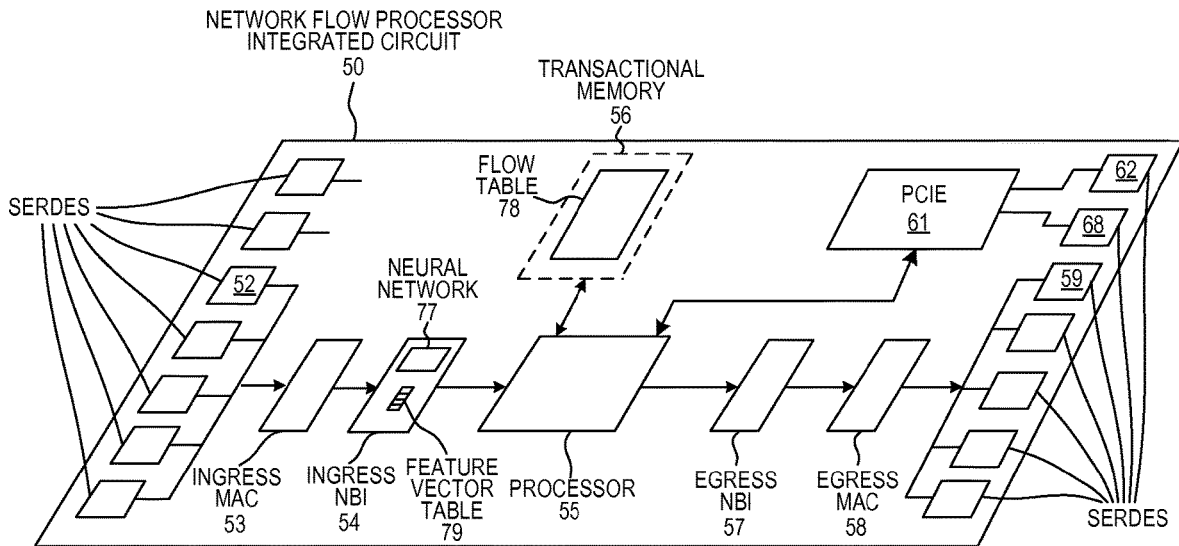 NETWORK FLOW PROCESSOR
INTEGRATED CIRCUIT
50
TRANSACTIONAL
MEMORY
56
FLOW
TABLE
78
PCIE
61
62
68
59
SERDES
52
NEURAL
NETWORK
77
INGRESS
MAC
53
INGRESS
NBI
54
FEATURE
VECTOR
TABLE
79
PROCESSOR
55
EGRESS
NBI
57
EGRESS
MAC
58
SERDES